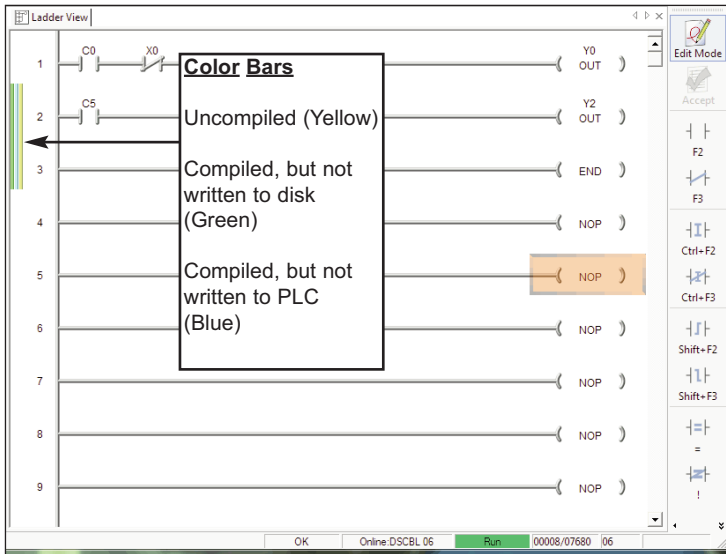 Ladder View
Edit Mode
Accept
F2
F3
Ctrl+F2
Ctrl+F3
Shift+F2
Shift+F3
=
!
1 C0 X0 Y0 OUT
2 C5 Y2 OUT
3 END
4 NOP
5 NOP
6 NOP
7 NOP
8 NOP
9 NOP
Color Bars
Uncompiled (Yellow)
Compiled, but not
written to disk
(Green)
Compiled, but not
written to PLC
(Blue)
OK Online:DSCBL 06 Run 00008/07680 06